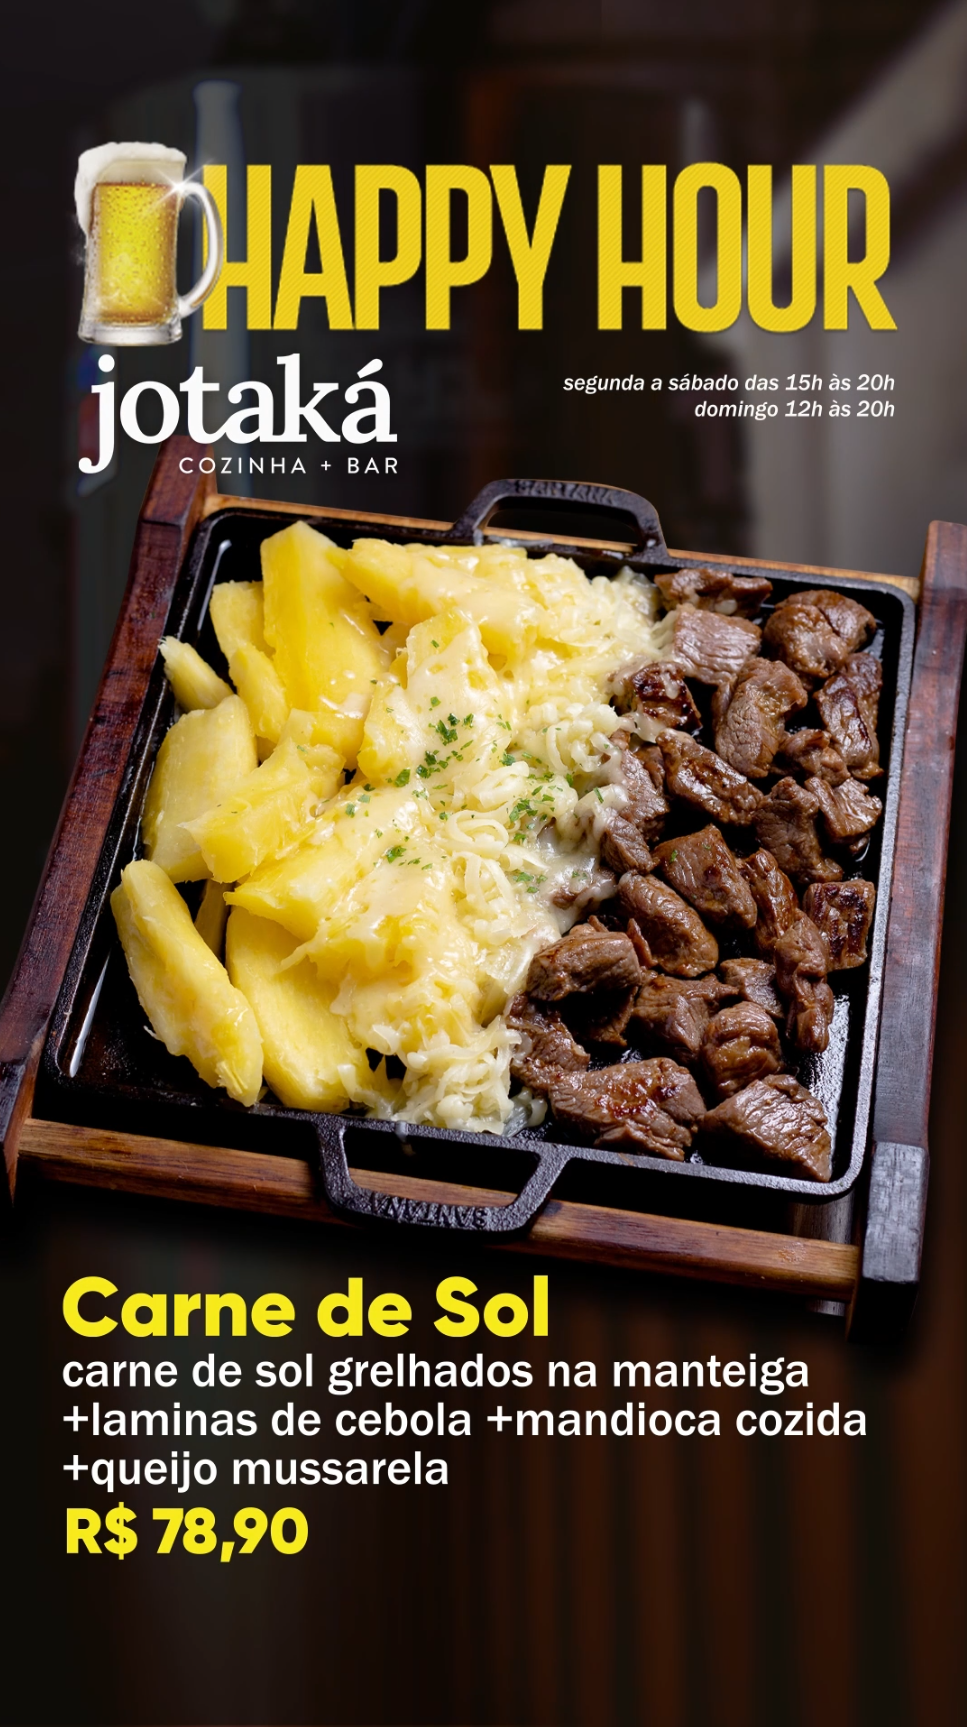 HAPPY HOUR
jotaká
COZINHA + BAR
segunda a sábado das 15h às 20h
domingo 12h às 20h
SANTANA
Carne de Sol
carne de sol grelhados na manteiga
+laminas de cebola +mandioca cozida
+queijo mussarela
R$ 78,90